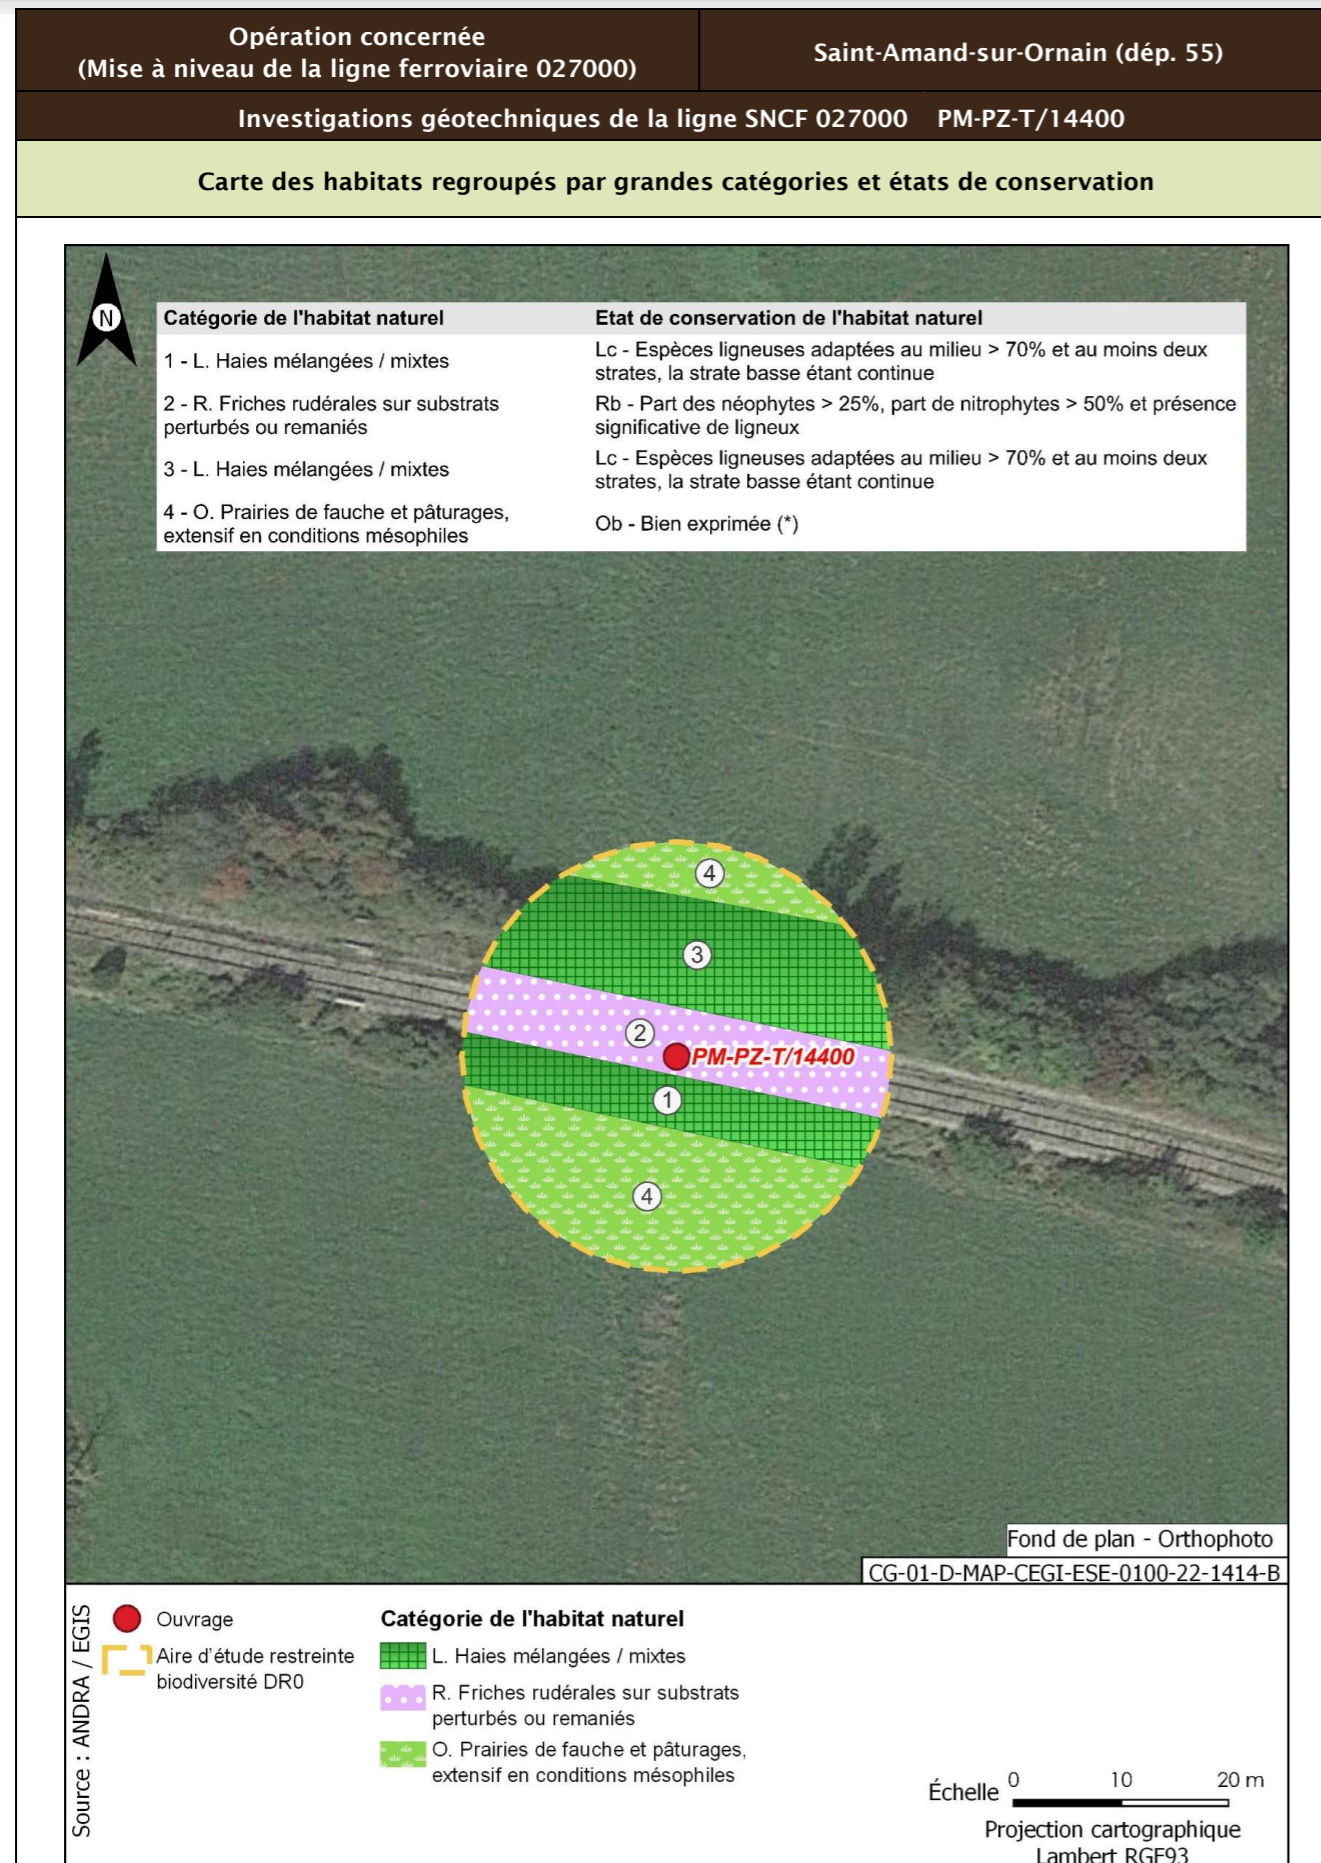 Opération concernée
(Mise à niveau de la ligne ferroviaire 027000)
Saint-Amand-sur-Ornain (dép. 55)
Investigations géotechniques de la ligne SNCF 027000 PM-PZ-T/14400
Carte des habitats regroupés par grandes catégories et états de conservation
N
Catégorie de l'habitat naturel
Etat de conservation de l'habitat naturel
1 - L. Haies mélangées / mixtes
Lc - Espèces ligneuses adaptées au milieu > 70% et au moins deux
strates, la strate basse étant continue
2 - R. Friches rudérales sur substrats
perturbés ou remaniés
Rb - Part des néophytes > 25%, part de nitrophytes > 50% et présence
significative de ligneux
3 - L. Haies mélangées / mixtes
Lc - Espèces ligneuses adaptées au milieu > 70% et au moins deux
strates, la strate basse étant continue
4 - O. Prairies de fauche et pâturages,
extensif en conditions mésophiles
Ob - Bien exprimée (*)
4
3
2
PM-PZ-T/14400
1
4
Fond de plan - Orthophoto
CG-01-D-MAP-CEGI-ESE-0100-22-1414-B
Source : ANDRA / EGIS
Ouvrage
Aire d'étude restreinte
biodiversité DR0
Catégorie de l'habitat naturel
L. Haies mélangées / mixtes
R. Friches rudérales sur substrats
perturbés ou remaniés
O. Prairies de fauche et pâturages,
extensif en conditions mésophiles
Échelle 0 10 20 m
Projection cartographique
Lambert RGF93